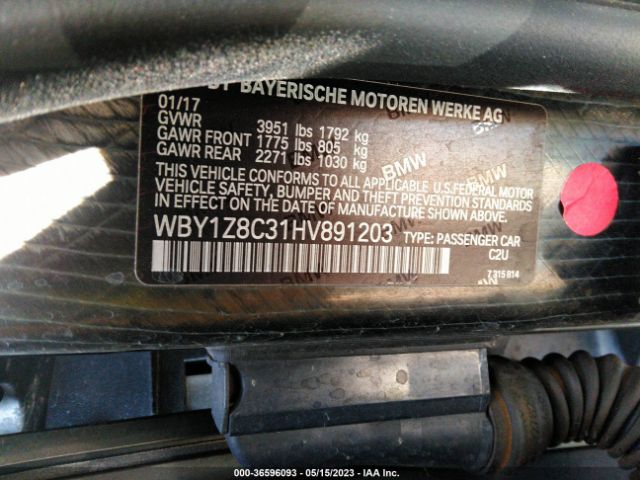 BY BAYERISCHE MOTOREN WERKE AG
01/17
GVWR 3951 lbs 1792 kg
GAWR FRONT 1775 lbs 805 kg
GAWR REAR 2271 lbs 1030 kg
THIS VEHICLE CONFORMS TO ALL APPLICABLE U.S. FEDERAL MOTOR
VEHICLE SAFETY, BUMPER AND THEFT PREVENTION STANDARDS
IN EFFECT ON THE DATE OF MANUFACTURE SHOWN ABOVE.
WBY1Z8C31HV891203 TYPE: PASSENGER CAR
C2U
7 315 814
BMW
BMW
000-36596093 - 05/15/2023 - IAA Inc.